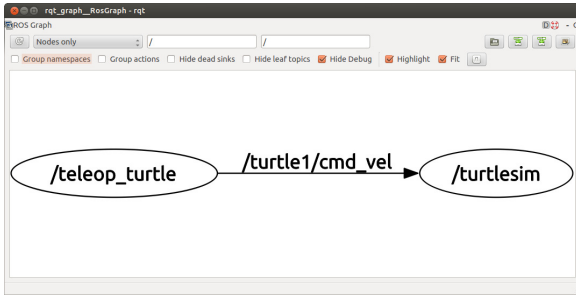 rqt_graph__RosGraph - rqt
ROS Graph
Nodes only / /
Group namespaces Group actions Hide dead sinks Hide leaf topics Hide Debug Highlight Fit
/teleop_turtle /turtle1/cmd_vel /turtlesim